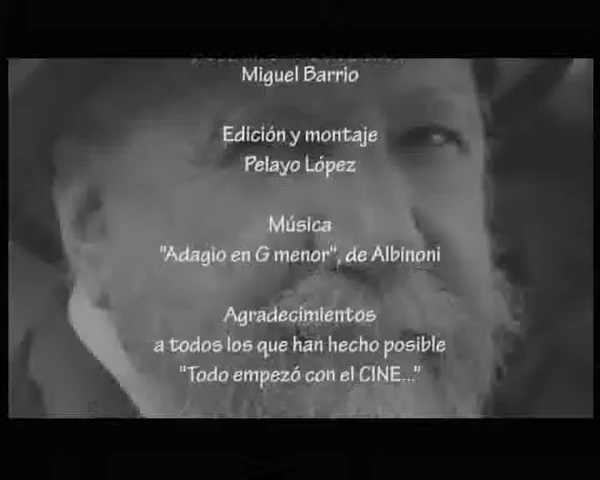 Miguel Barrio
Edición y montaje
Pelayo López
Música
"Adagio en G menor", de Albinoni
Agradecimientos
a todos los que han hecho posible
"Todo empezó con el CINE..."